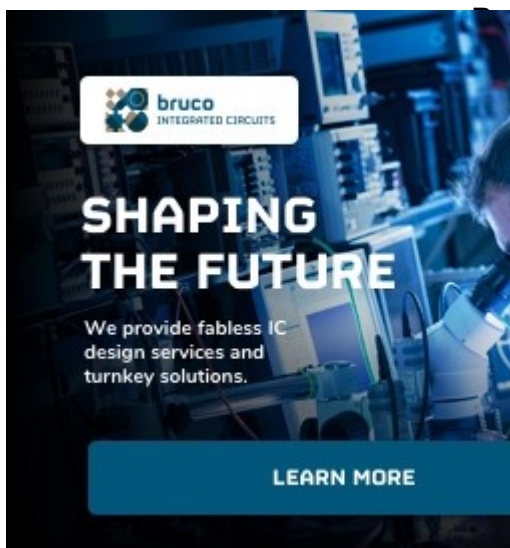 bruco
INTEGRATED CIRCUITS
SHAPING
THE FUTURE
We provide fabless IC
design services and
turnkey solutions.
LEARN MORE